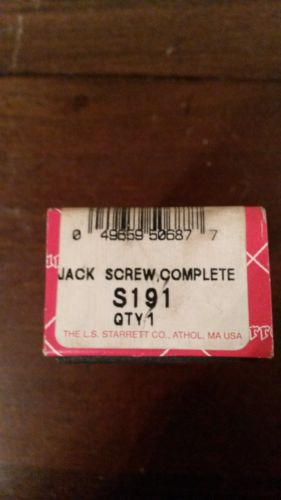 0 49659 50687 7
JACK SCREW,COMPLETE
S191
QTY 1
THE L.S. STARRETT CO., ATHOL, MA USA